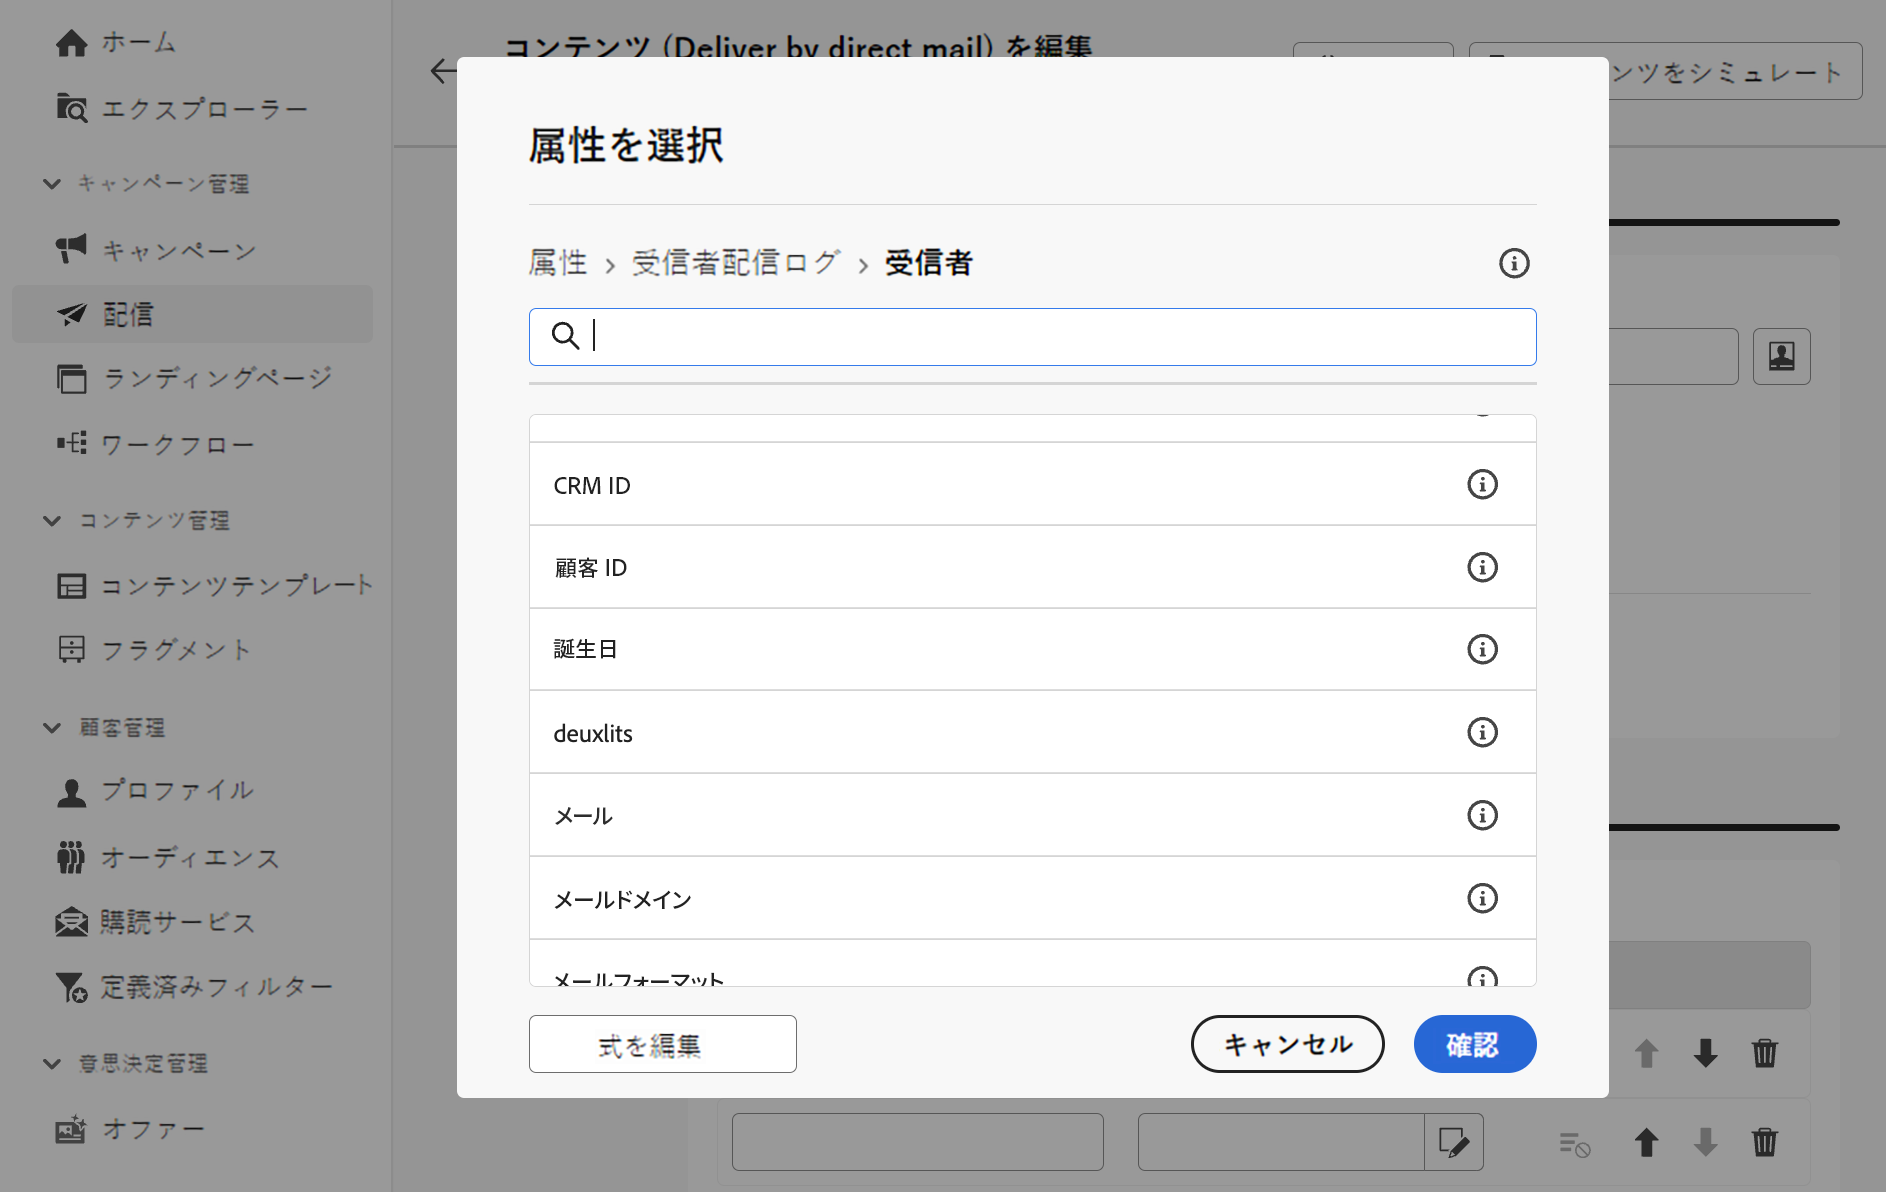 ホーム
エクスプローラー
キャンペーン管理
キャンペーン
配信
ランディングページ
ワークフロー
コンテンツ管理
コンテンツテンプレート
フラグメント
顧客管理
プロファイル
オーディエンス
購読サービス
定義済みフィルター
意思決定管理
オファー
コンテンツ (Deliver by direct mail) を編集
ンツをシミュレート
属性を選択
属性 › 受信者配信ログ › 受信者
CRM ID
顧客 ID
誕生日
deuxlits
メール
メールドメイン
メールフォーマット
式を編集
キャンセル
確認